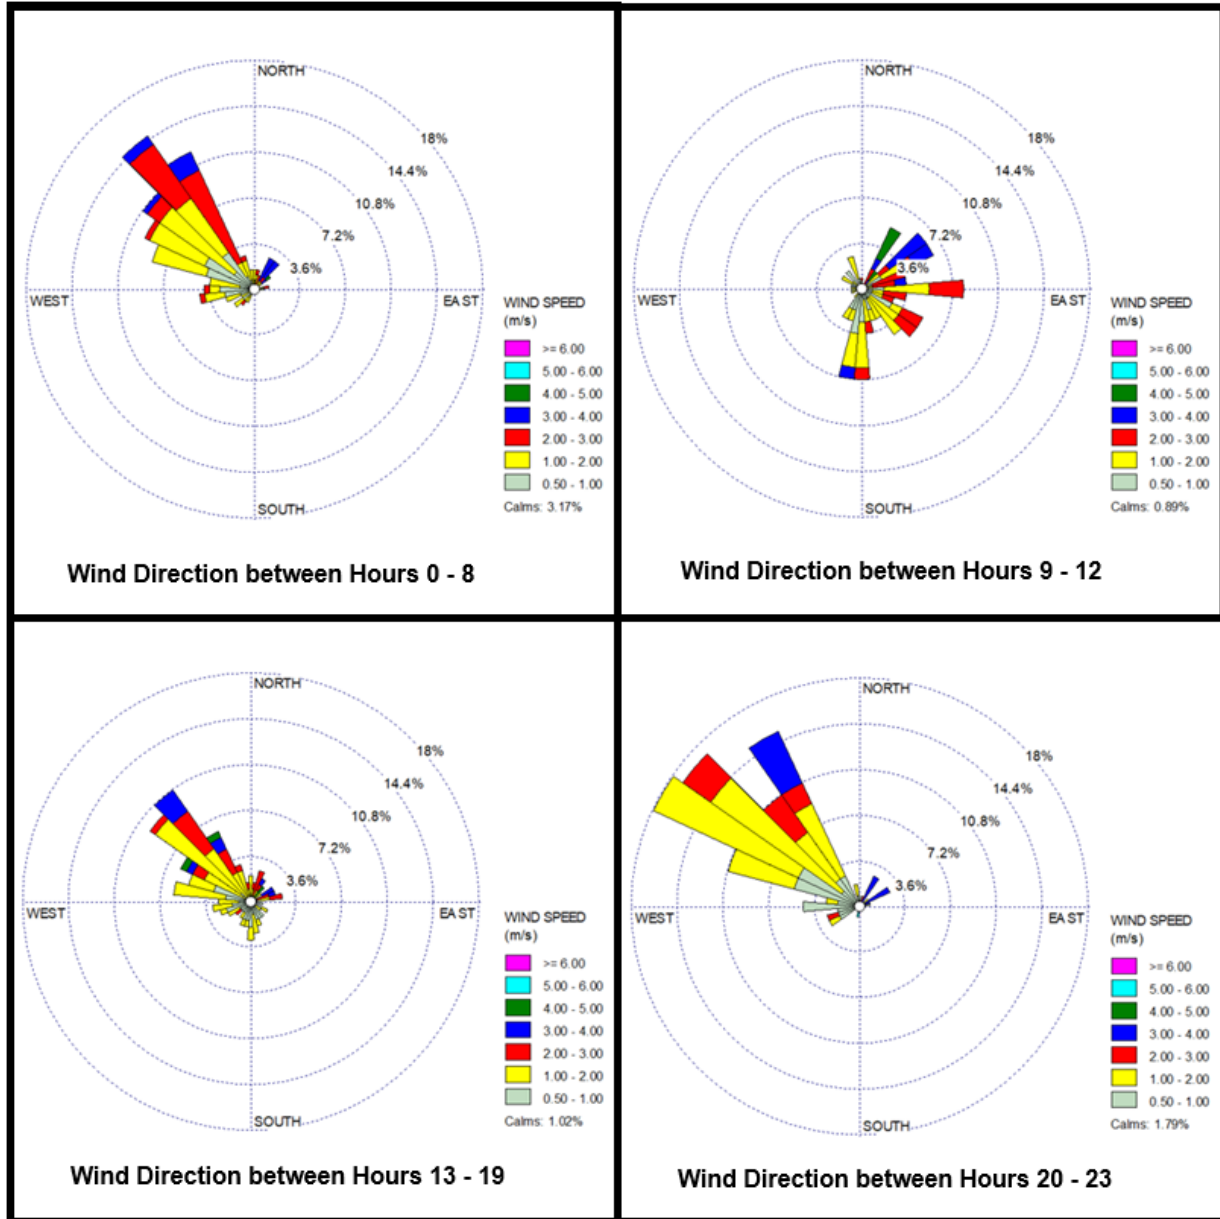 NORTH
18%
14.4%
10.8%
7.2%
3.6%
WEST
EAST
WIND SPEED
(m/s)
>= 6.00
5.00 - 6.00
4.00 - 5.00
3.00 - 4.00
2.00 - 3.00
1.00 - 2.00
0.50 - 1.00
Calms: 3.17%
SOUTH
Wind Direction between Hours 0 - 8
NORTH
18%
14.4%
10.8%
7.2%
3.6%
WEST
EAST
WIND SPEED
(m/s)
>= 6.00
5.00 - 6.00
4.00 - 5.00
3.00 - 4.00
2.00 - 3.00
1.00 - 2.00
0.50 - 1.00
Calms: 0.89%
SOUTH
Wind Direction between Hours 9 - 12
NORTH
18%
14.4%
10.8%
7.2%
3.6%
WEST
EAST
WIND SPEED
(m/s)
>= 6.00
5.00 - 6.00
4.00 - 5.00
3.00 - 4.00
2.00 - 3.00
1.00 - 2.00
0.50 - 1.00
Calms: 1.02%
SOUTH
Wind Direction between Hours 13 - 19
NORTH
18%
14.4%
10.8%
7.2%
3.6%
WEST
EAST
WIND SPEED
(m/s)
>= 6.00
5.00 - 6.00
4.00 - 5.00
3.00 - 4.00
2.00 - 3.00
1.00 - 2.00
0.50 - 1.00
Calms: 1.79%
SOUTH
Wind Direction between Hours 20 - 23